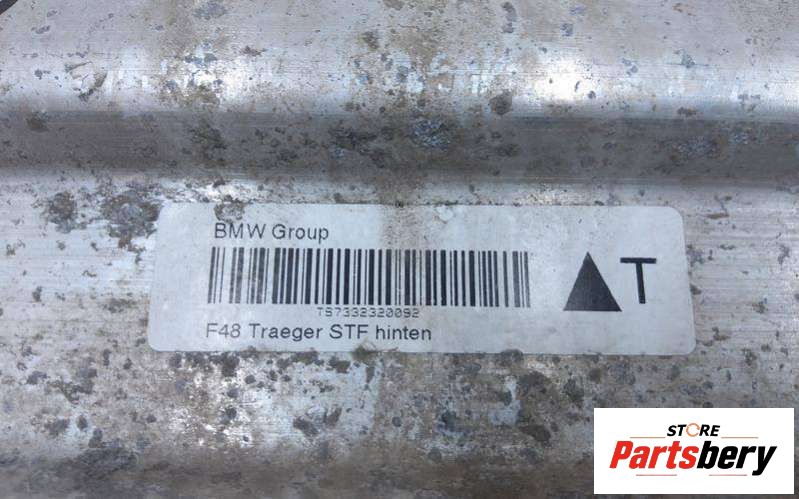 BMW Group
TS7332320092
F48 Traeger STF hinten
T
STORE
Partsbery